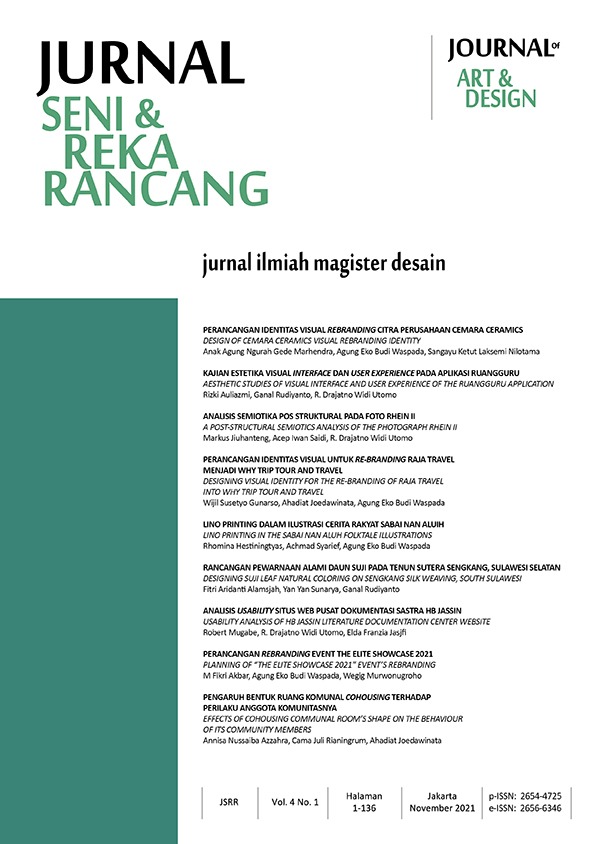 JURNAL
SENI &
REKA
RANCANG
JOURNAL OF
ART &
DESIGN
jurnal ilmiah magister desain
PERANCANGAN IDENTITAS VISUAL REBRANDING CITRA PERUSAHAAN CEMARA CERAMICS
DESIGN OF CEMARA CERAMICS VISUAL REBRANDING IDENTITY
Anak Agung Ngurah Gede Marhendra, Agung Eko Budi Waspada, Sangayu Ketut Laksemi Nilotama
KAJIAN ESTETIKA VISUAL INTERFACE DAN USER EXPERIENCE PADA APLIKASI RUANGGURU
AESTHETIC STUDIES OF VISUAL INTERFACE AND USER EXPERIENCE OF THE RUANGGURU APPLICATION
Rizki Auliazmi, Ganal Rudiyanto, R. Drajatno Widi Utomo
ANALISIS SEMIOTIKA POS STRUKTURAL PADA FOTO RHEIN II
A POST-STRUCTURAL SEMIOTICS ANALYSIS OF THE PHOTOGRAPH RHEIN II
Markus Jiuhanteng, Acep Iwan Saidi, R. Drajatno Widi Utomo
PERANCANGAN IDENTITAS VISUAL UNTUK RE-BRANDING RAJA TRAVEL
MENJADI WHY TRIP TOUR AND TRAVEL
DESIGNING VISUAL IDENTITY FOR THE RE-BRANDING OF RAJA TRAVEL
INTO WHY TRIP TOUR AND TRAVEL
Wijil Susetyo Gunarso, Ahadiat Joedawinata, Agung Eko Budi Waspada
LINO PRINTING DALAM ILUSTRASI CERITA RAKYAT SABAI NAN ALUIH
LINO PRINTING IN THE SABAI NAN ALUH FOLKTALE ILLUSTRATIONS
Rhomina Hestiningtyas, Achmad Syarief, Agung Eko Budi Waspada
RANCANGAN PEWARNAAN ALAMI DAUN SUJI PADA TENUN SUTERA SENGKANG, SULAWESI SELATAN
DESIGNING SUJI LEAF NATURAL COLORING ON SENGKANG SILK WEAVING, SOUTH SULAWESI
Fitri Aridanti Alamsjah, Yan Yan Sunarya, Ganal Rudiyanto
ANALISIS USABILITY SITUS WEB PUSAT DOKUMENTASI SASTRA HB JASSIN
USABILITY ANALYSIS OF HB JASSIN LITERATURE DOCUMENTATION CENTER WEBSITE
Robert Mugabe, R. Drajatno Widi Utomo, Elda Franzia Jasjfi
PERANCANGAN REBRANDING EVENT THE ELITE SHOWCASE 2021
PLANNING OF "THE ELITE SHOWCASE 2021" EVENT'S REBRANDING
M Fikri Akbar, Agung Eko Budi Waspada, Wegig Murwonugroho
PENGARUH BENTUK RUANG KOMUNAL COHOUSING TERHADAP
PERILAKU ANGGOTA KOMUNITASNYA
EFFECTS OF COHOUSING COMMUNAL ROOM'S SHAPE ON THE BEHAVIOUR
OF ITS COMMUNITY MEMBERS
Annisa Nussaiba Azzahra, Cama Juli Rianingrum, Ahadiat Joedawinata
JSRR
Vol. 4 No. 1
Halaman
1-136
Jakarta
November 2021
p-ISSN: 2654-4725
e-ISSN: 2656-6346